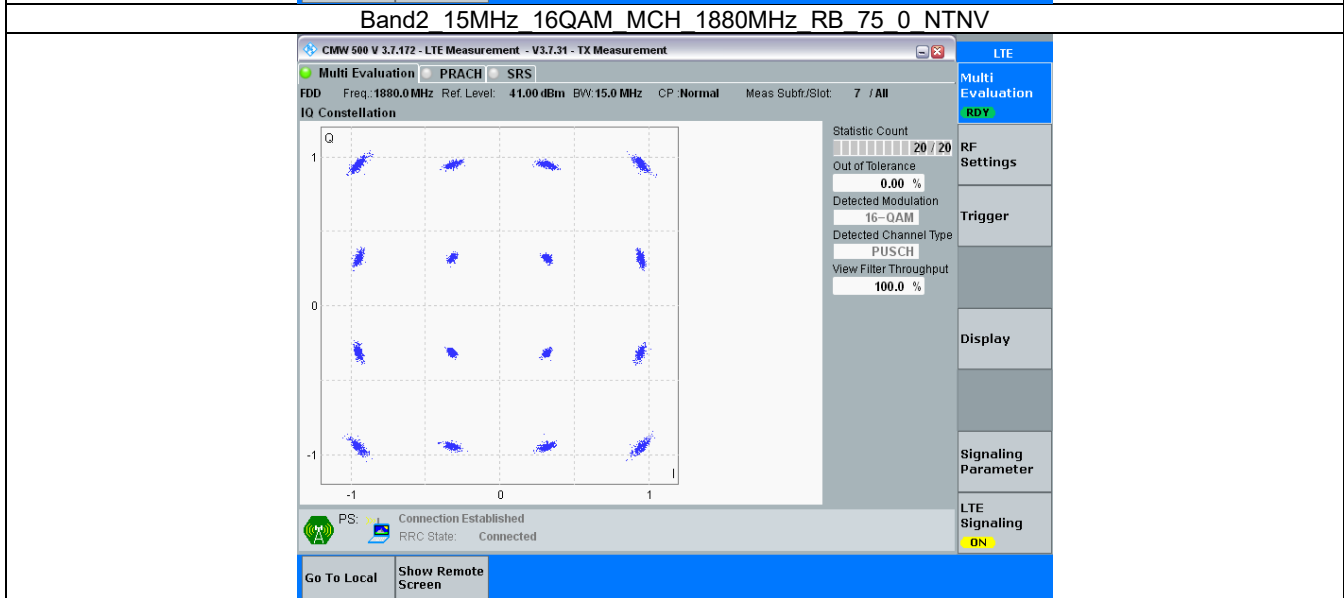 Band2_15MHz_16QAM_MCH_1880MHz_RB_75_0_NTNV
CMW 500 V 3.7.172 - LTE Measurement - V3.7.31 - TX Measurement
LTE
Multi Evaluation PRACH SRS
Multi
Evaluation
RDY
FDD Freq.: 1880.0 MHz Ref. Level: 41.00 dBm BW: 15.0 MHz CP :Normal Meas Subfr./Slot: 7 / All
IQ Constellation
Q
1
0
-1
-1 0 1
I
Statistic Count
20 / 20
Out of Tolerance
0.00 %
Detected Modulation
16-QAM
Detected Channel Type
PUSCH
View Filter Throughput
100.0 %
RF
Settings
Trigger
Display
Signaling
Parameter
LTE
Signaling
ON
PS: Connection Established
RRC State: Connected
Go To Local
Show Remote
Screen